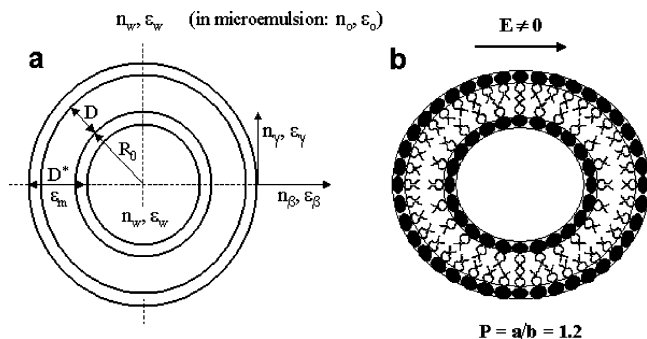 n_w, ε_w (in microemulsion: n_o, ε_o)
a
D
R_0
D*
ε_m
n_w, ε_w
n_γ, ε_γ
n_β, ε_β
b
E ≠ 0
P = a/b = 1.2